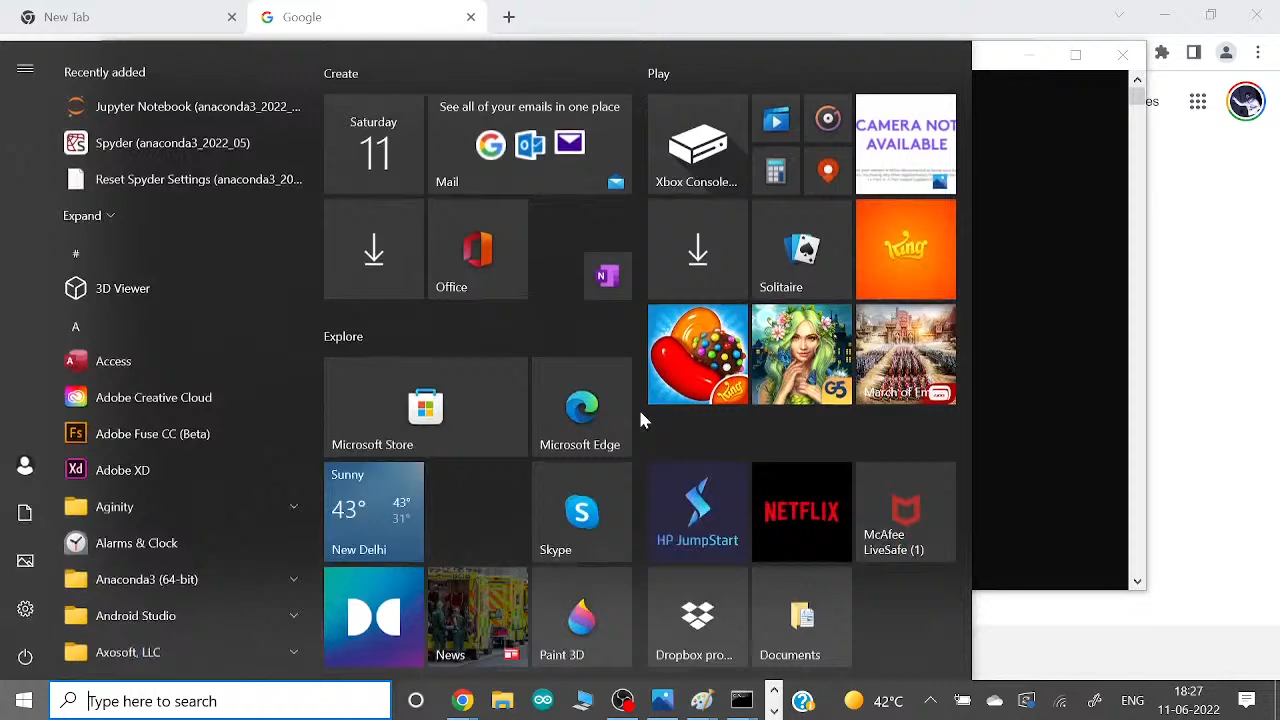 New Tab
Google
es
Recently added
Jupyter Notebook (anaconda3_2022_...
Spyder (anaconda3_2022_05)
Reset Spyder Settings (anaconda3_20...
Expand
#
3D Viewer
A
Access
Adobe Creative Cloud
Adobe Fuse CC (Beta)
Adobe XD
Aifinity
Alarms & Clock
Anaconda3 (64-bit)
Android Studio
Axosoft, LLC
Create
Saturday
11
See all of your emails in one place
Mail
Office
Explore
Microsoft Store
Microsoft Edge
Sunny
43°
43°
31°
New Delhi
Skype
News
Paint 3D
Play
Console...
CAMERA NOT
AVAILABLE
Solitaire
King
King
G5
March of Em
HP JumpStart
NETFLIX
McAfee
LiveSafe (1)
Dropbox pro...
Documents
Type here to search
42°C
ENG
18:27
11-06-2022